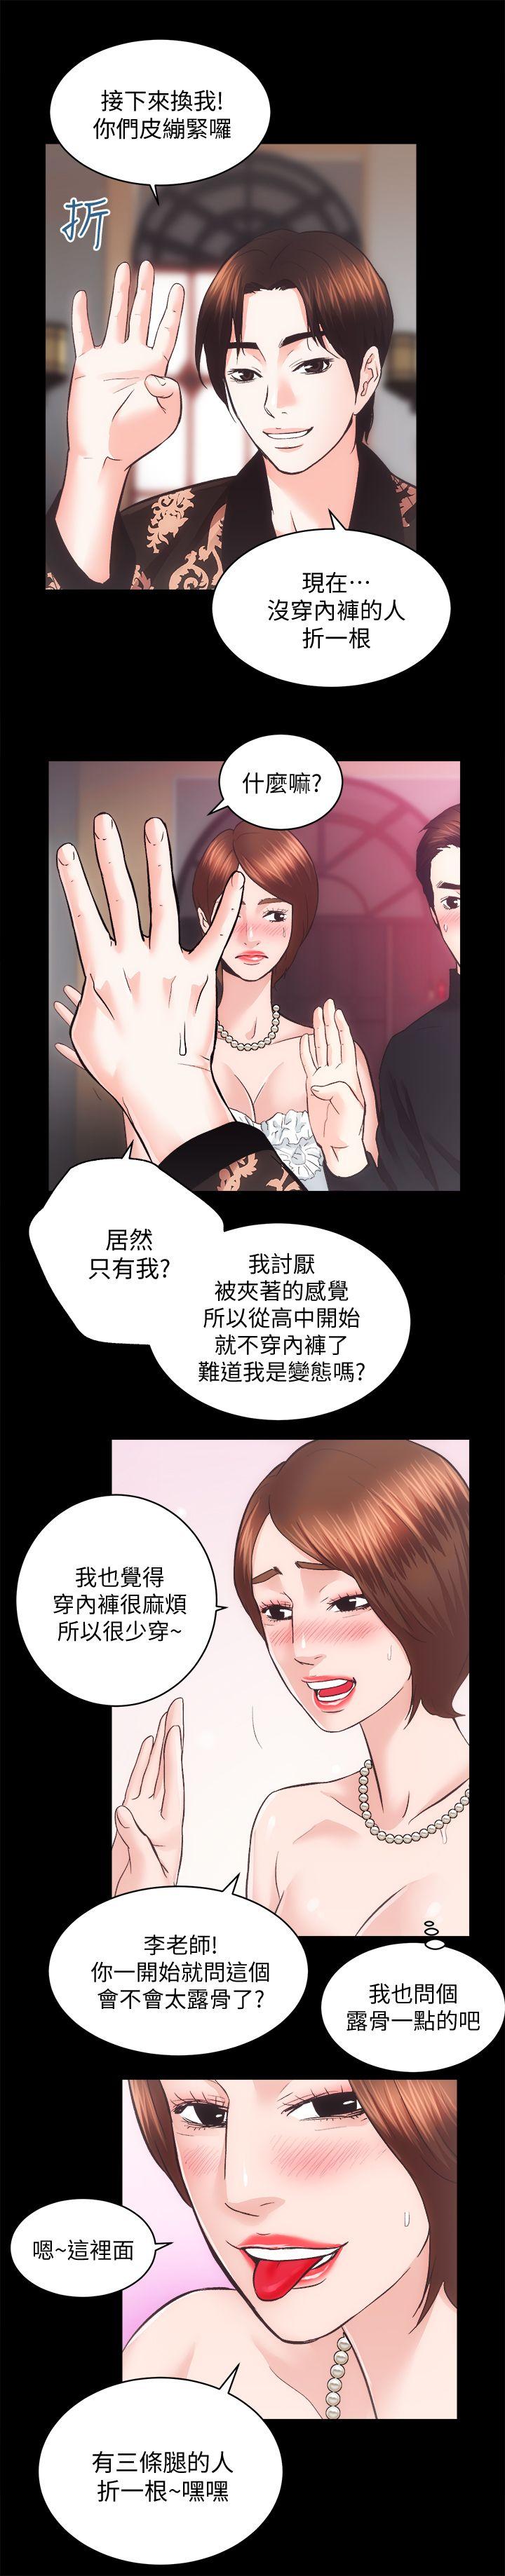 接下來換我!
你們皮繃緊囉
折
現在…
沒穿內褲的人
折一根
什麼嘛?
居然
只有我?
我討厭
被夾著的感覺
所以從高中開始
就不穿內褲了
難道我是變態嗎?
我也覺得
穿內褲很麻煩
所以很少穿~
李老師!
你一開始就問這個
會不會太露骨了?
我也問個
露骨一點的吧
嗯~這裡面
有三條腿的人
折一根~嘿嘿